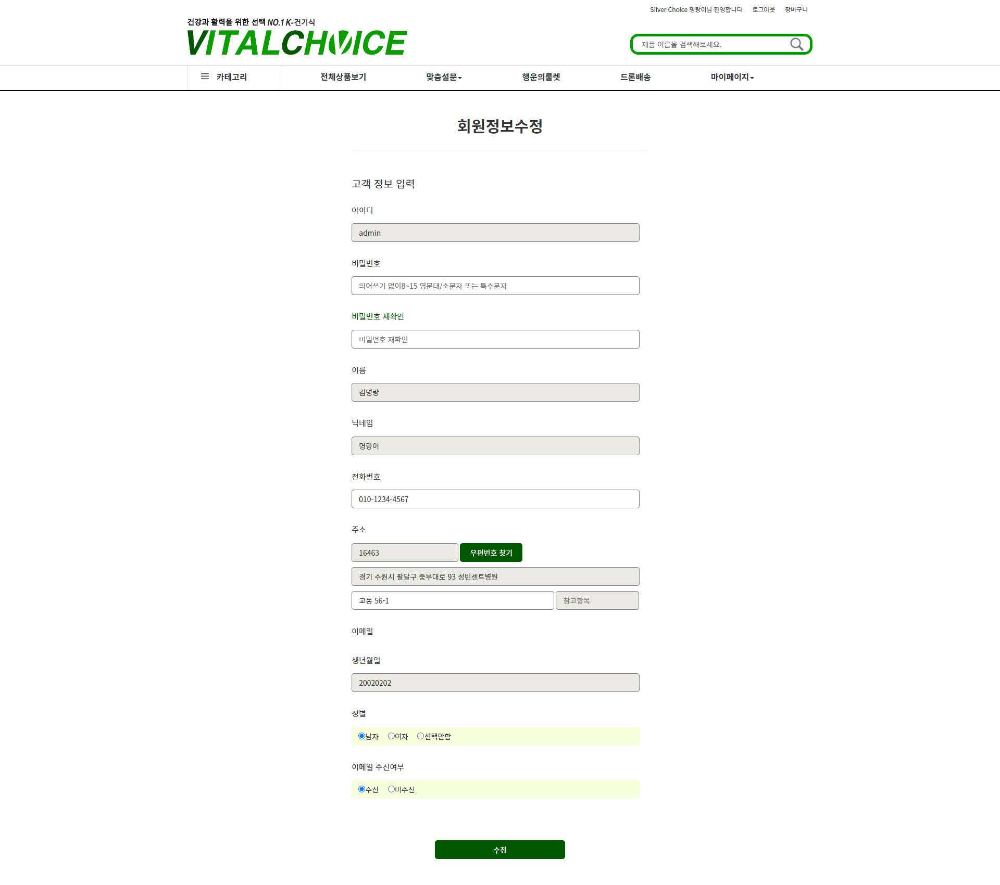 Silver Choice 명랑이님 환영합니다 로그아웃 장바구니
건강과 활력을 위한 선택 NO.1 K-건기식
VITALCHOICE
제품 이름을 검색해보세요.
카테고리 전체상품보기 맞춤설문 행운의룰렛 드론배송 마이페이지
회원정보수정
고객 정보 입력
아이디
admin
비밀번호
띄어쓰기 없이8~15 영문대/소문자 또는 특수문자
비밀번호 재확인
비밀번호 재확인
이름
김명랑
닉네임
명랑이
전화번호
010-1234-4567
주소
16463 우편번호 찾기
경기 수원시 팔달구 중부대로 93 성빈센트병원
교동 56-1 참고항목
이메일
생년월일
20020202
성별
남자 여자 선택안함
이메일 수신여부
수신 비수신
수정